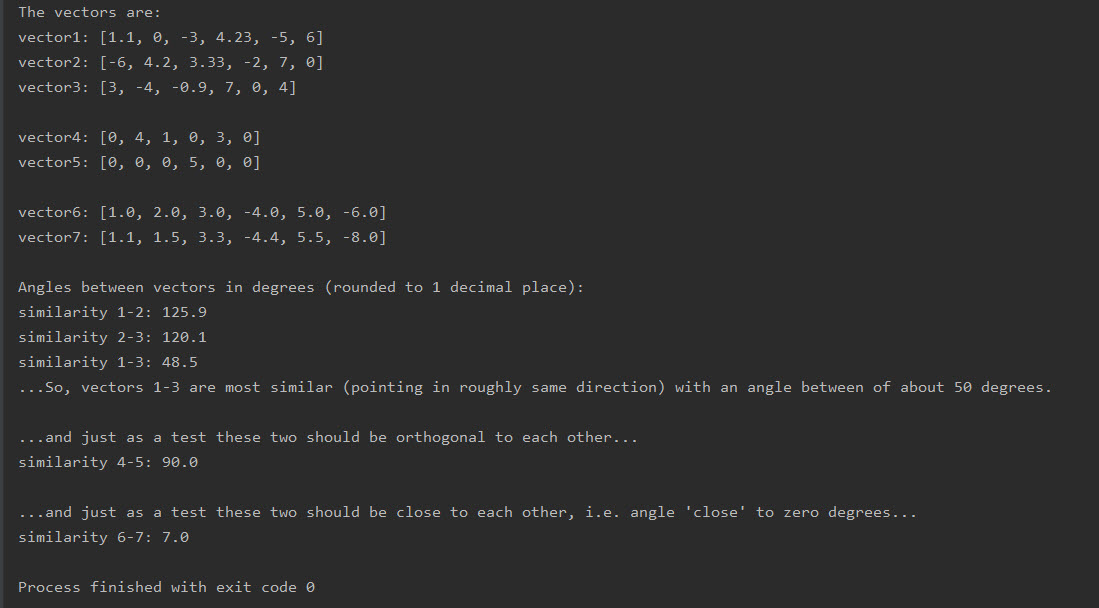 The vectors are:
vector1: [1.1, 0, -3, 4.23, -5, 6]
vector2: [-6, 4.2, 3.33, -2, 7, 0]
vector3: [3, -4, -0.9, 7, 0, 4]
vector4: [0, 4, 1, 0, 3, 0]
vector5: [0, 0, 0, 5, 0, 0]
vector6: [1.0, 2.0, 3.0, -4.0, 5.0, -6.0]
vector7: [1.1, 1.5, 3.3, -4.4, 5.5, -8.0]
Angles between vectors in degrees (rounded to 1 decimal place):
similarity 1-2: 125.9
similarity 2-3: 120.1
similarity 1-3: 48.5
...So, vectors 1-3 are most similar (pointing in roughly same direction) with an angle between of about 50 degrees.
...and just as a test these two should be orthogonal to each other...
similarity 4-5: 90.0
...and just as a test these two should be close to each other, i.e. angle 'close' to zero degrees...
similarity 6-7: 7.0
Process finished with exit code 0